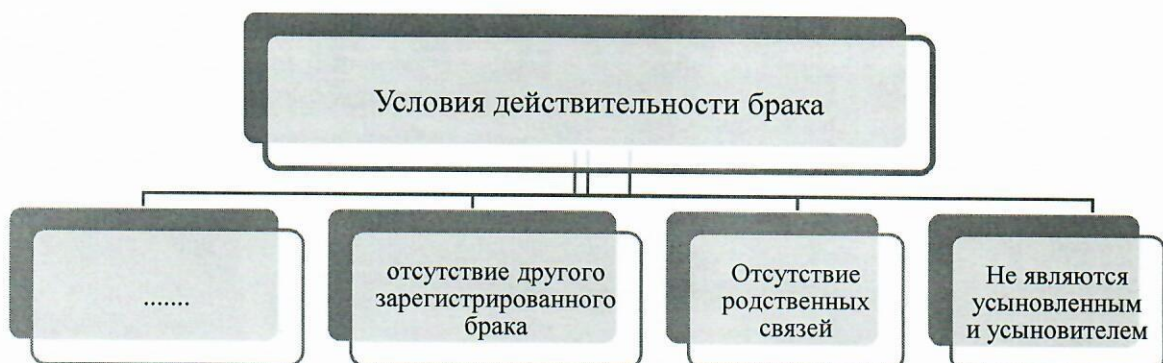 Условия действительности брака
.......
отсутствие другого
зарегистрированного
брака
Отсутствие
родственных
связей
Не являются
усыновленным
и усыновителем